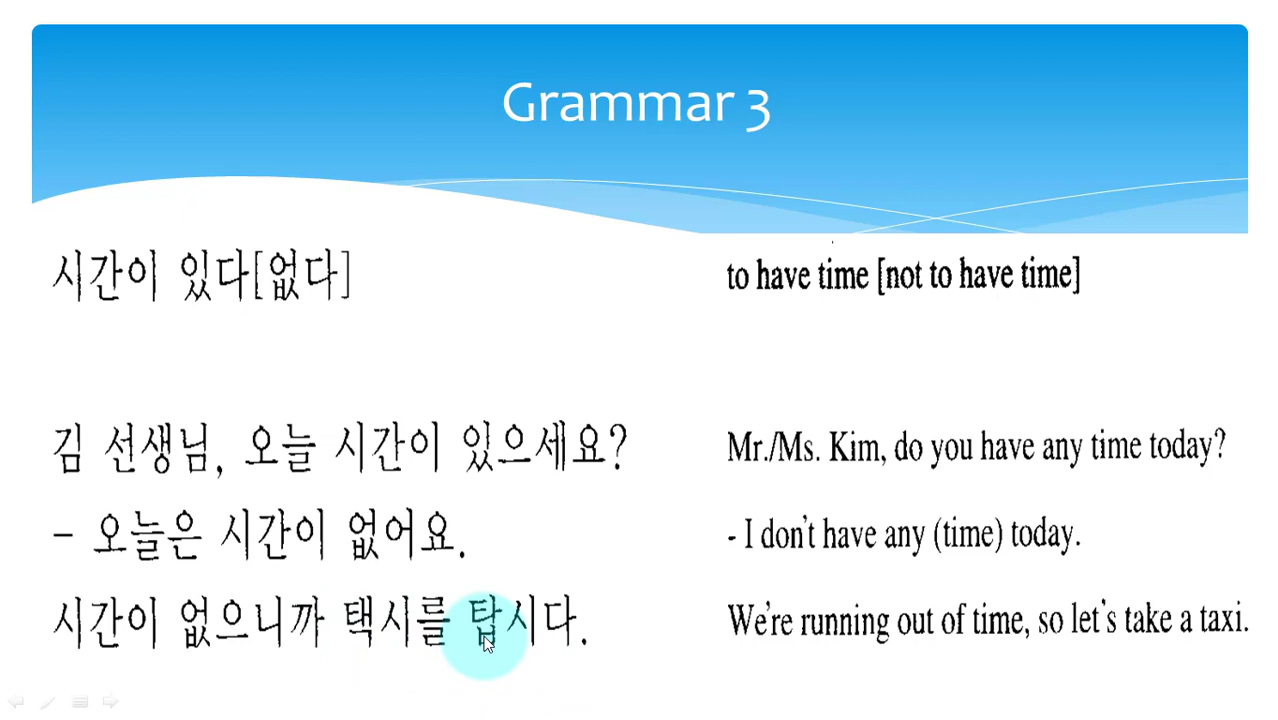 Grammar 3
시간이 있다[없다] to have time [not to have time]
김 선생님, 오늘 시간이 있으세요? Mr./Ms. Kim, do you have any time today?
- 오늘은 시간이 없어요. - I don't have any (time) today.
시간이 없으니까 택시를 탑시다. We're running out of time, so let's take a taxi.